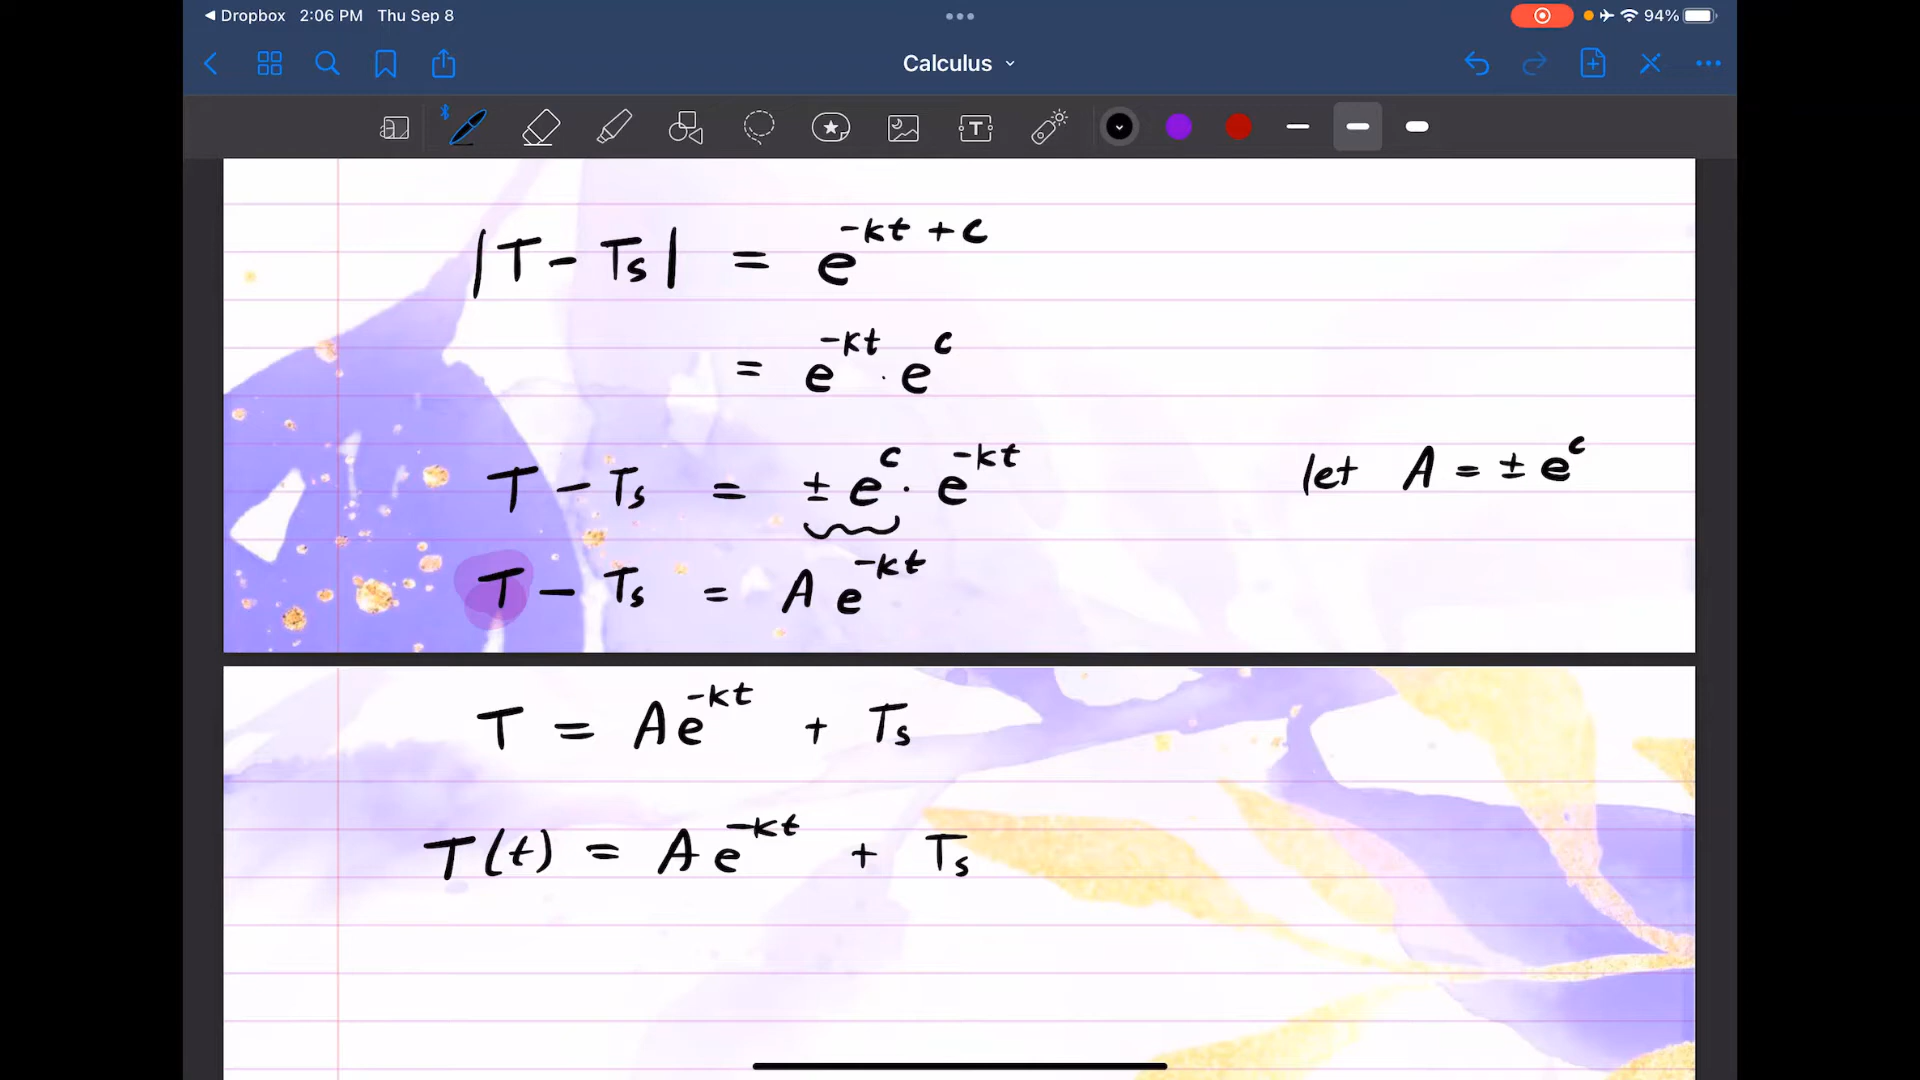 Dropbox 2:06 PM Thu Sep 8 94%
Calculus
|T - Ts| = e^{-kt + c}
= e^{-kt} · e^{c}
T - Ts = ± e^{c} · e^{-kt} let A = ± e^{c}
T - Ts = A e^{-kt}
T = A e^{-kt} + Ts
T(t) = A e^{-kt} + Ts